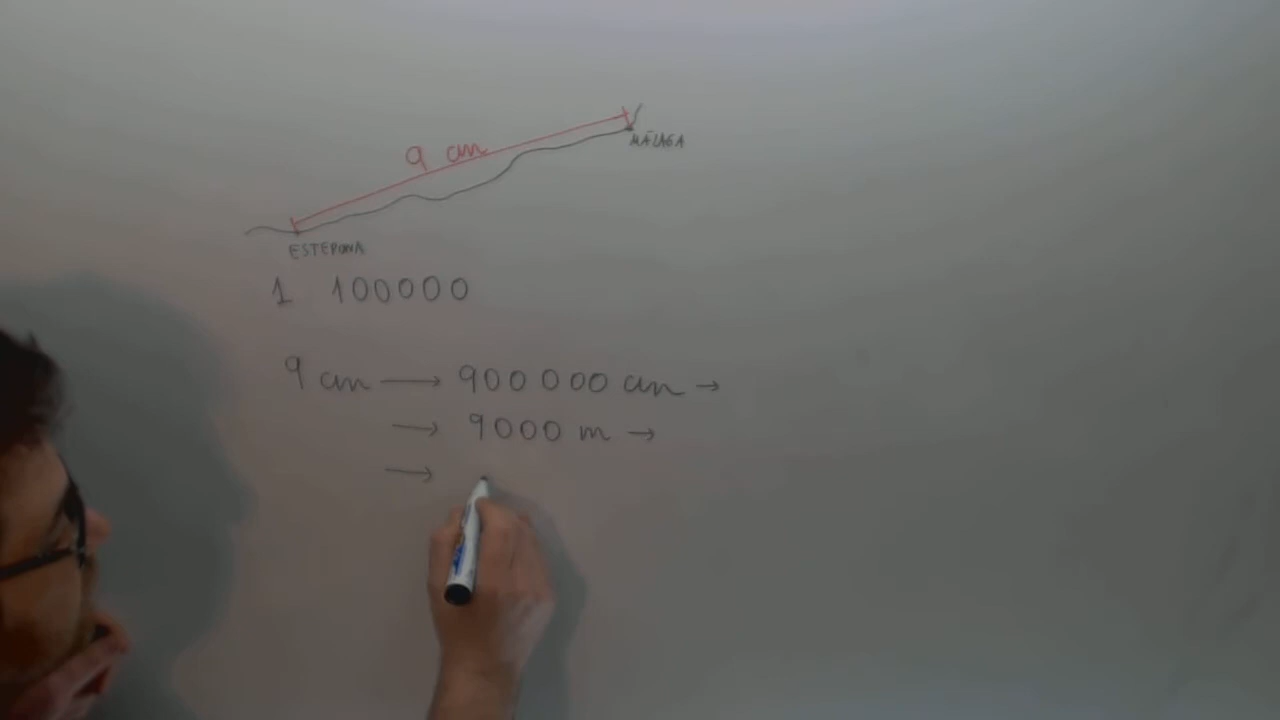 9 cm
MÁLAGA
ESTEPONA
1 100000
9 cm → 900 000 cm →
→ 9000 m →
→